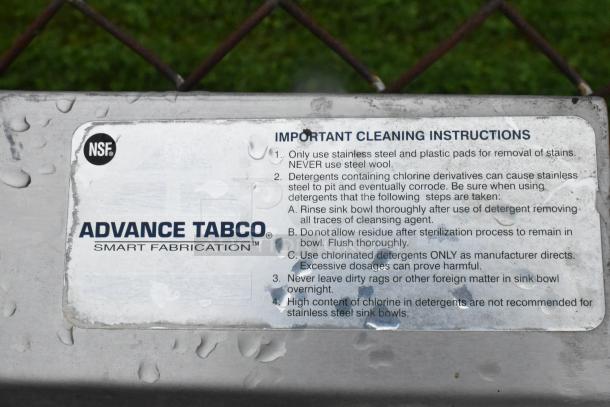 NSF®
ADVANCE TABCO®
SMART FABRICATION™
IMPORTANT CLEANING INSTRUCTIONS
1. Only use stainless steel and plastic pads for removal of stains.
NEVER use steel wool.
2. Detergents containing chlorine derivatives can cause stainless
steel to pit and eventually corrode. Be sure when using
detergents that the following steps are taken:
A. Rinse sink bowl thoroughly after use of detergent removing
all traces of cleansing agent.
B. Do not allow residue after sterilization process to remain in
bowl. Flush thoroughly.
C. Use chlorinated detergents ONLY as manufacturer directs.
Excessive dosages can prove harmful.
3. Never leave dirty rags or other foreign matter in sink bowl
overnight.
4. High content of chlorine in detergents are not recommended for
stainless steel sink bowls.